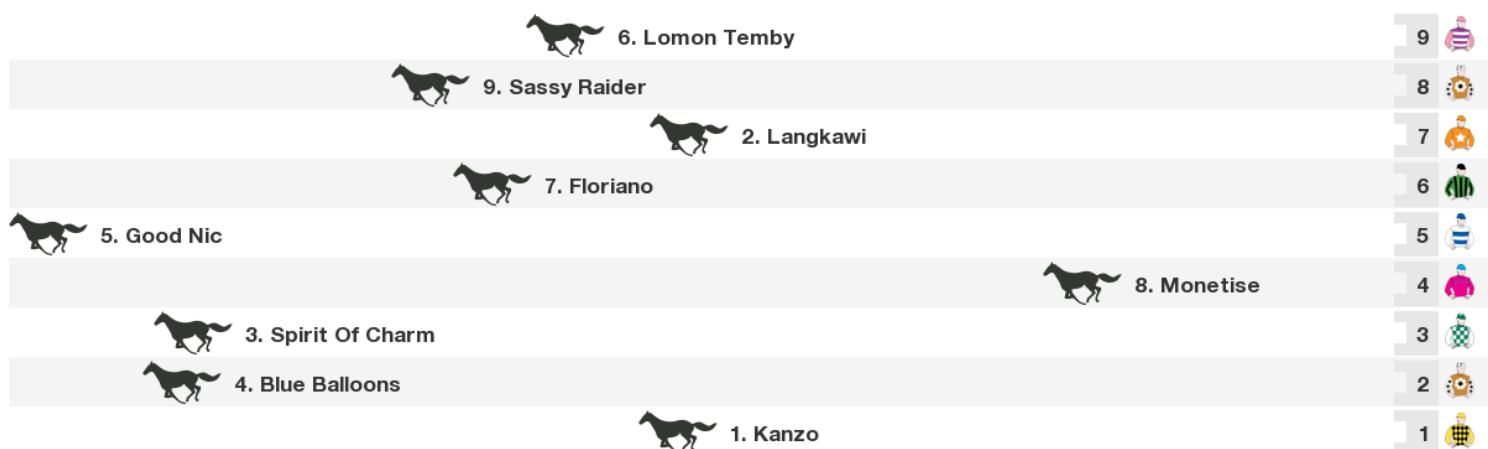 6. Lomon Temby 9
9. Sassy Raider 8
2. Langkawi 7
7. Floriano 6
5. Good Nic 5
8. Monetise 4
3. Spirit Of Charm 3
4. Blue Balloons 2
1. Kanzo 1